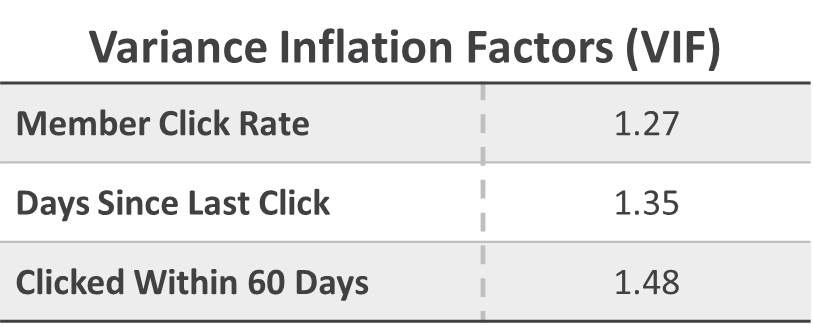 Variance Inflation Factors (VIF)
Member Click Rate 1.27
Days Since Last Click 1.35
Clicked Within 60 Days 1.48